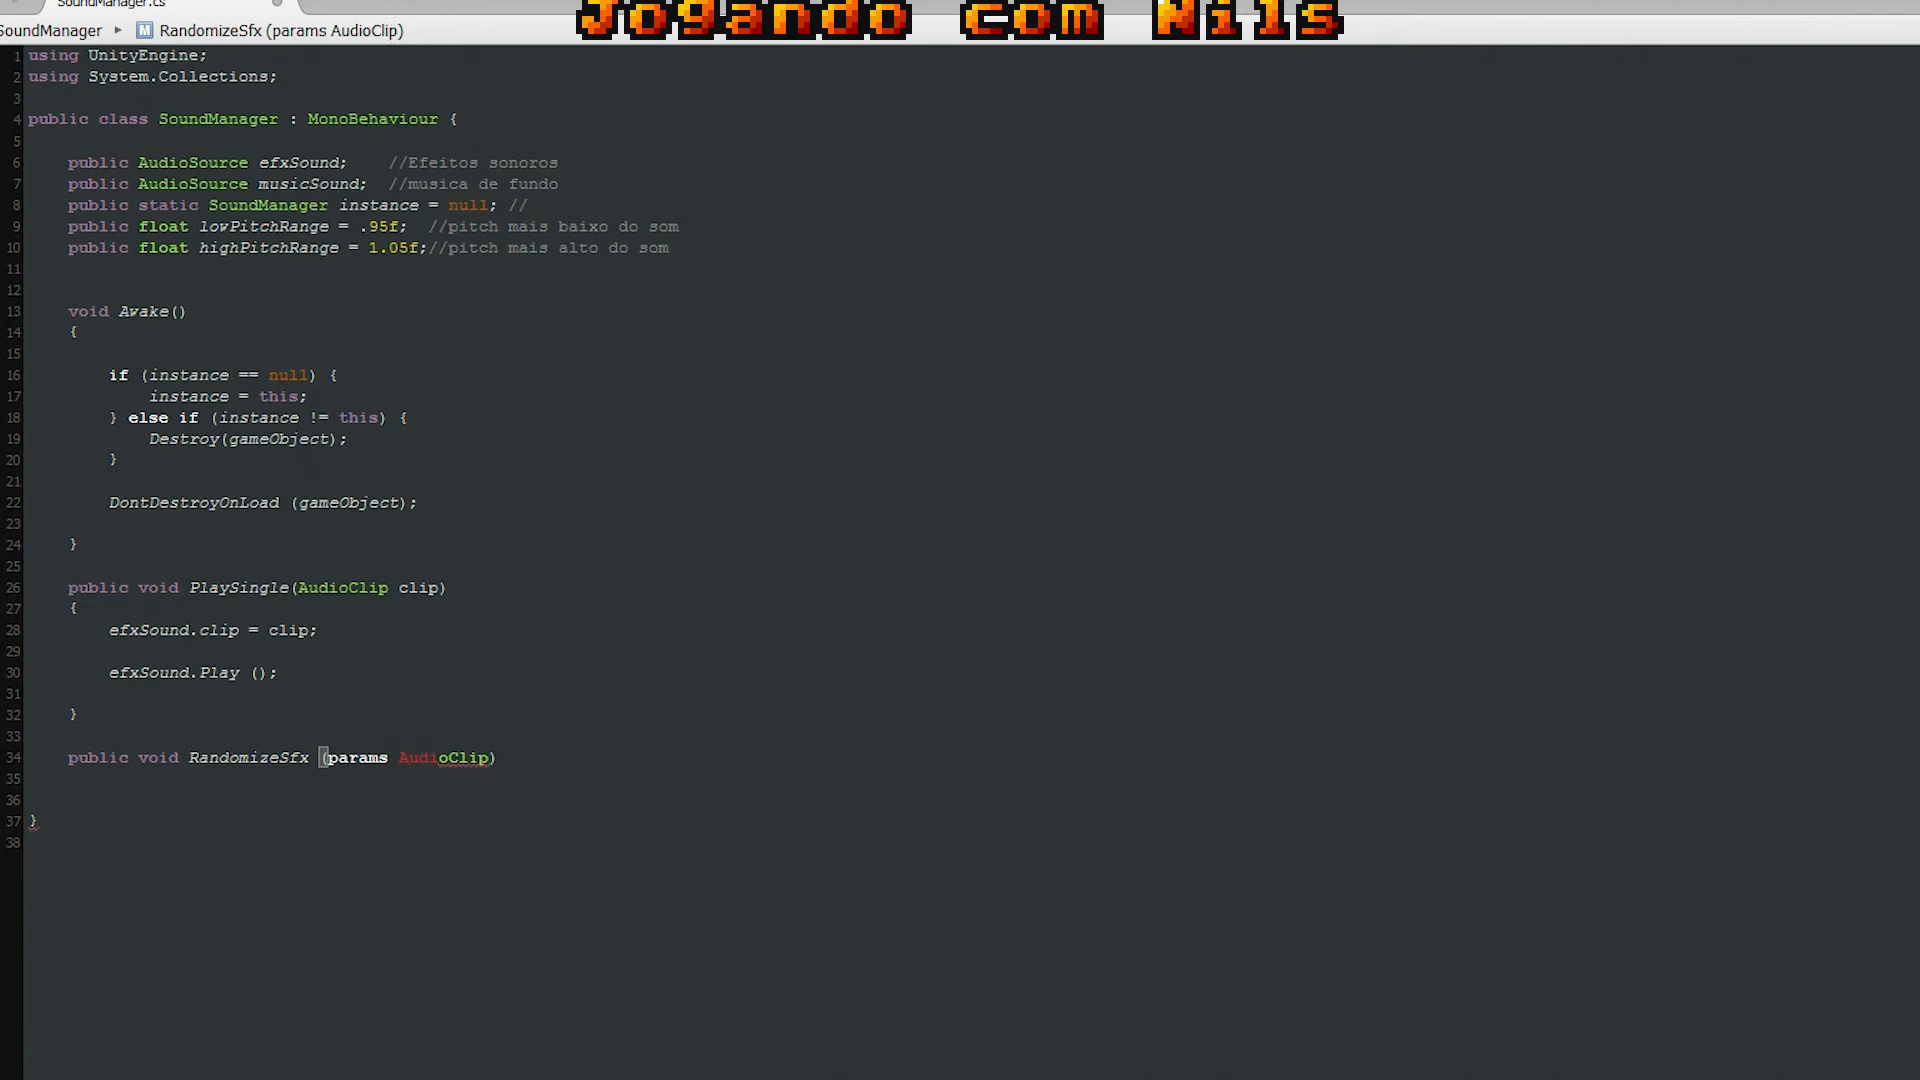 SoundManager.cs
SoundManager ▸ M RandomizeSfx (params AudioClip)
Jogando com Nils
1 using UnityEngine;
2 using System.Collections;
3
4 public class SoundManager : MonoBehaviour {
5
6 public AudioSource efxSound; //Efeitos sonoros
7 public AudioSource musicSound; //musica de fundo
8 public static SoundManager instance = null; //
9 public float lowPitchRange = .95f; //pitch mais baixo do som
10 public float highPitchRange = 1.05f;//pitch mais alto do som
11
12
13 void Awake()
14 {
15
16 if (instance == null) {
17 instance = this;
18 } else if (instance != this) {
19 Destroy(gameObject);
20 }
21
22 DontDestroyOnLoad (gameObject);
23
24 }
25
26 public void PlaySingle(AudioClip clip)
27 {
28 efxSound.clip = clip;
29
30 efxSound.Play ();
31
32 }
33
34 public void RandomizeSfx (params AudioClip)
35
36
37 }
38